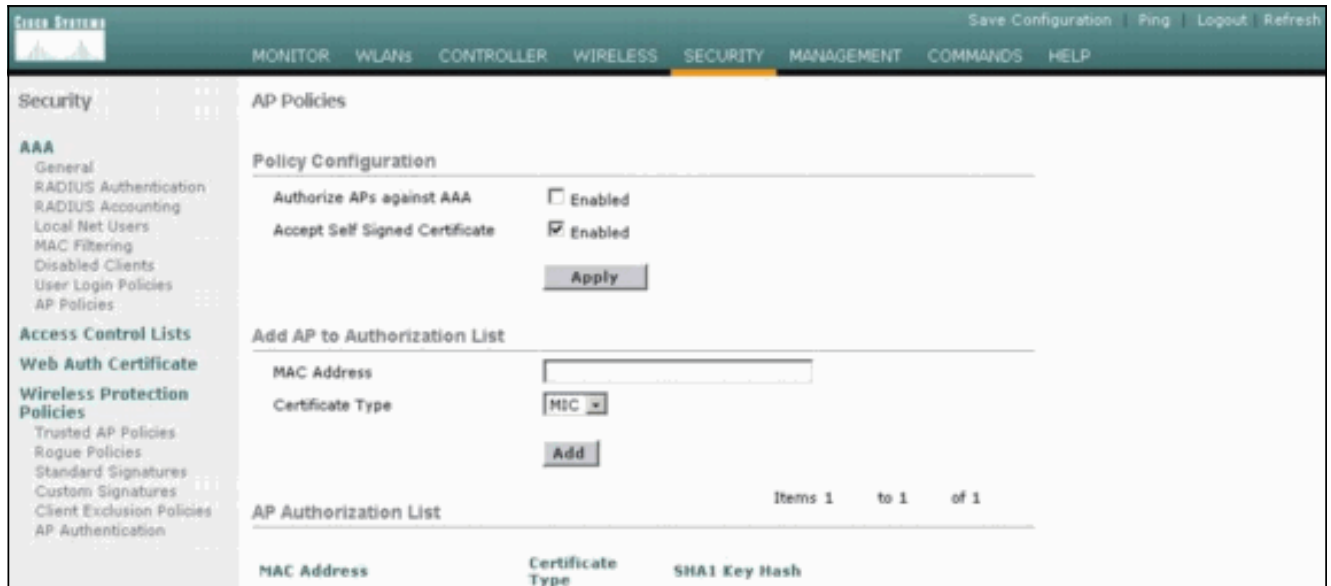 Cisco Systems
Save Configuration | Ping | Logout | Refresh
MONITOR WLANs CONTROLLER WIRELESS SECURITY MANAGEMENT COMMANDS HELP
Security
AAA
General
RADIUS Authentication
RADIUS Accounting
Local Net Users
MAC Filtering
Disabled Clients
User Login Policies
AP Policies
Access Control Lists
Web Auth Certificate
Wireless Protection
Policies
Trusted AP Policies
Rogue Policies
Standard Signatures
Custom Signatures
Client Exclusion Policies
AP Authentication
AP Policies
Policy Configuration
Authorize APs against AAA Enabled
Accept Self Signed Certificate Enabled
Apply
Add AP to Authorization List
MAC Address
Certificate Type MIC
Add
Items 1 to 1 of 1
AP Authorization List
MAC Address Certificate Type SHA1 Key Hash